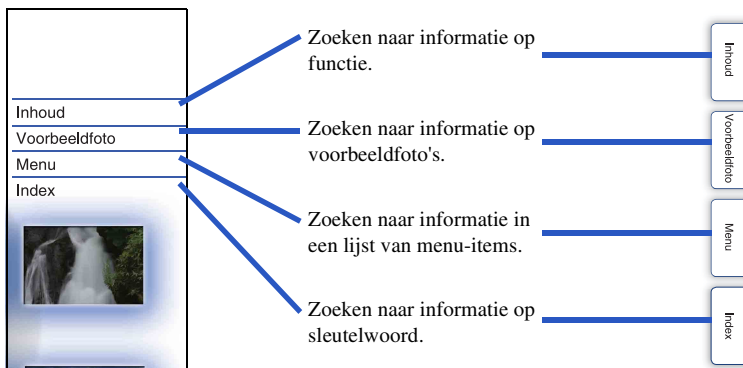 Inhoud
Voorbeeldfoto
Menu
Index
Zoeken naar informatie op
functie.
Zoeken naar informatie op
voorbeeldfoto's.
Zoeken naar informatie in
een lijst van menu-items.
Zoeken naar informatie op
sleutelwoord.
Inhoud
Voorbeeldfoto
Menu
Index